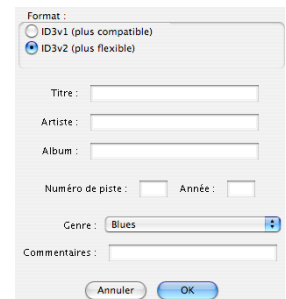 Format :
ID3v1 (plus compatible)
ID3v2 (plus flexible)
Titre :
Artiste :
Album :
Numéro de piste : Année :
Genre : Blues
Commentaires :
Annuler OK